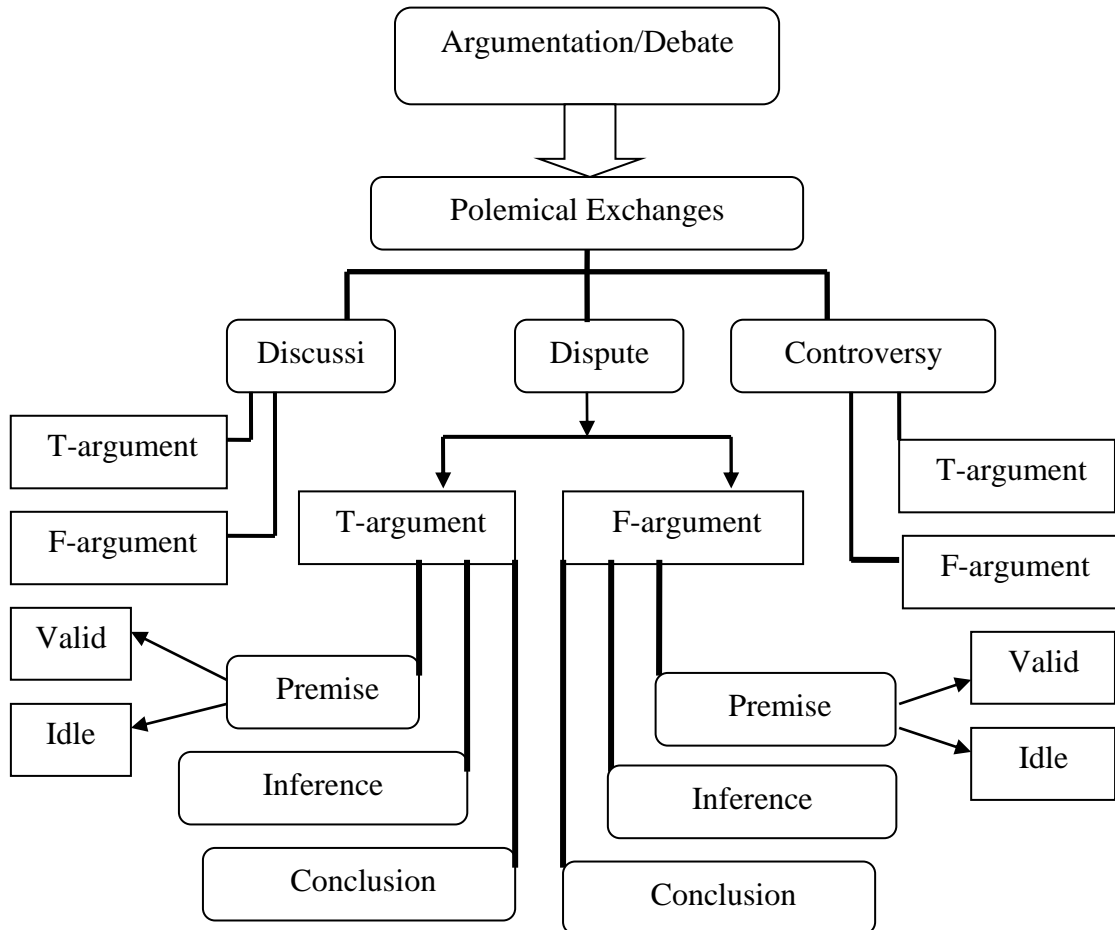 Argumentation/Debate
Polemical Exchanges
Discussi
Dispute
Controversy
T-argument
T-argument
T-argument
F-argument
F-argument
F-argument
Valid
Valid
Premise
Premise
Idle
Idle
Inference
Inference
Conclusion
Conclusion